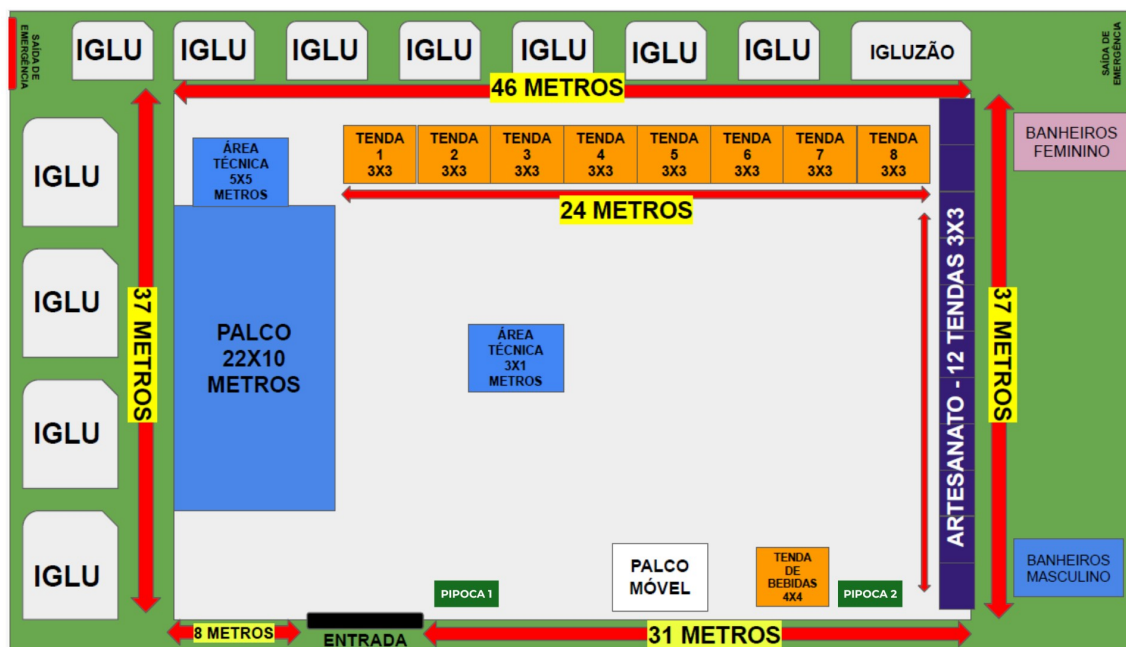 SAÍDA DE
EMERGÊNCIA
IGLU
IGLU
IGLU
IGLU
IGLU
IGLU
IGLU
IGLUZÃO
SAÍDA DE
EMERGÊNCIA
46 METROS
IGLU
IGLU
IGLU
IGLU
37 METROS
ÁREA
TÉCNICA
5X5
METROS
TENDA
1
3X3
TENDA
2
3X3
TENDA
3
3X3
TENDA
4
3X3
TENDA
5
3X3
TENDA
6
3X3
TENDA
7
3X3
TENDA
8
3X3
24 METROS
PALCO
22X10
METROS
ÁREA
TÉCNICA
3X1
METROS
ARTESANATO - 12 TENDAS 3X3
37 METROS
BANHEIROS
FEMININO
BANHEIROS
MASCULINO
PIPOCA 1
PALCO
MÓVEL
TENDA
DE
BEBIDAS
4X4
PIPOCA 2
8 METROS
ENTRADA
31 METROS